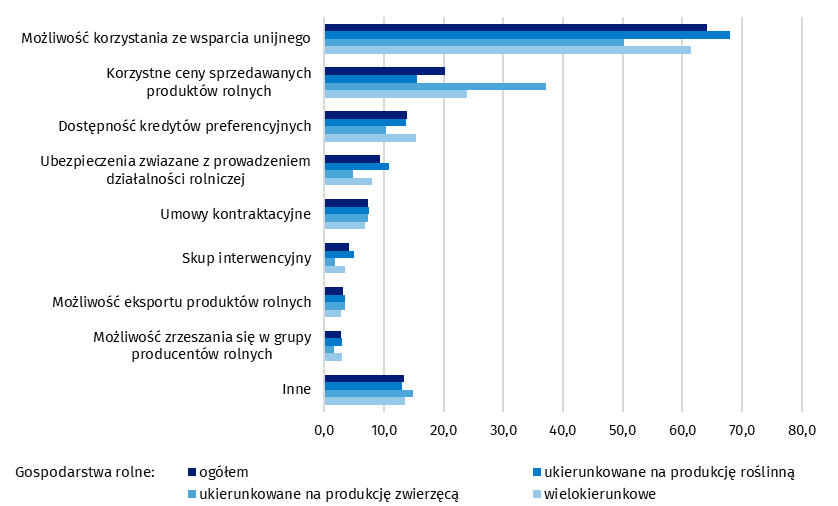 Możliwość korzystania ze wsparcia unijnego
Korzystne ceny sprzedawanych
produktów rolnych
Dostępność kredytów preferencyjnych
Ubezpieczenia zwiazane z prowadzeniem
działalności rolniczej
Umowy kontraktacyjne
Skup interwencyjny
Możliwość eksportu produktów rolnych
Możliwość zrzeszania się w grupy
producentów rolnych
Inne
0,0 10,0 20,0 30,0 40,0 50,0 60,0 70,0 80,0
Gospodarstwa rolne: ogółem ukierunkowane na produkcję roślinną
ukierunkowane na produkcję zwierzęcą wielokierunkowe